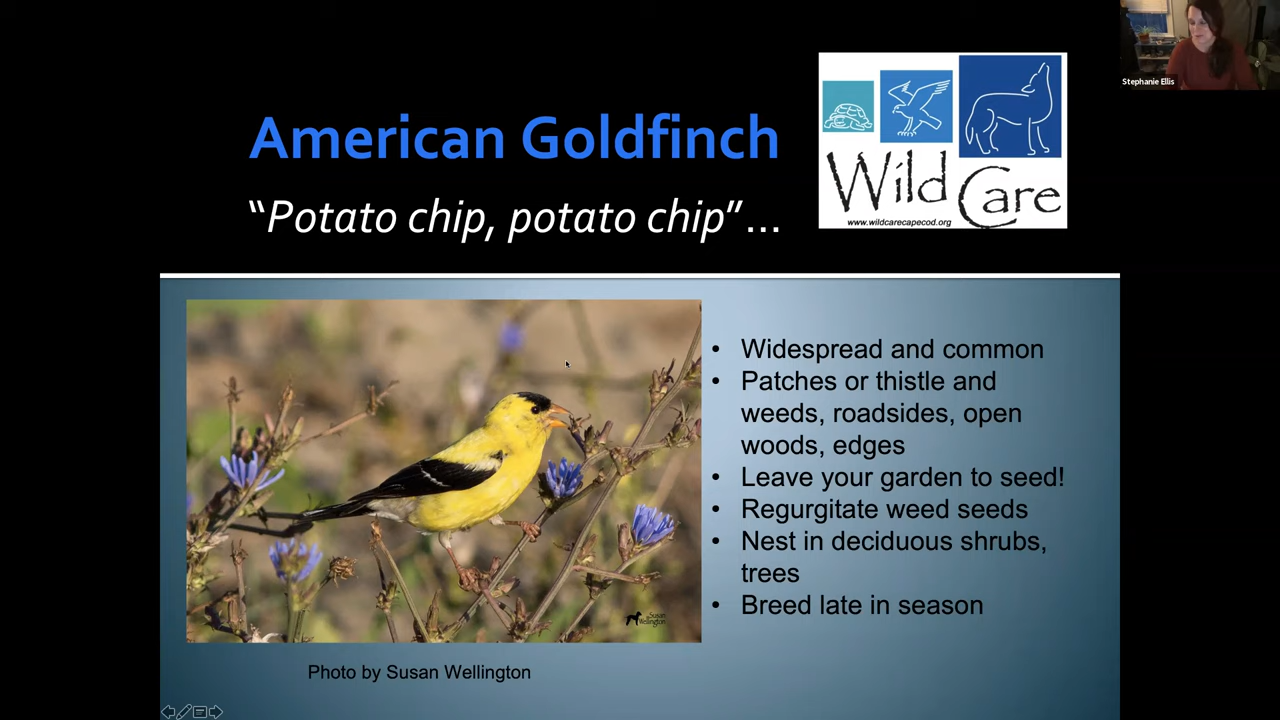 Stephanie Ellis
American Goldfinch
“Potato chip, potato chip”...
Wild Care
www.wildcarecapecod.org
• Widespread and common
• Patches or thistle and
weeds, roadsides, open
woods, edges
• Leave your garden to seed!
• Regurgitate weed seeds
• Nest in deciduous shrubs,
trees
• Breed late in season
Susan
Wellington
Photo by Susan Wellington